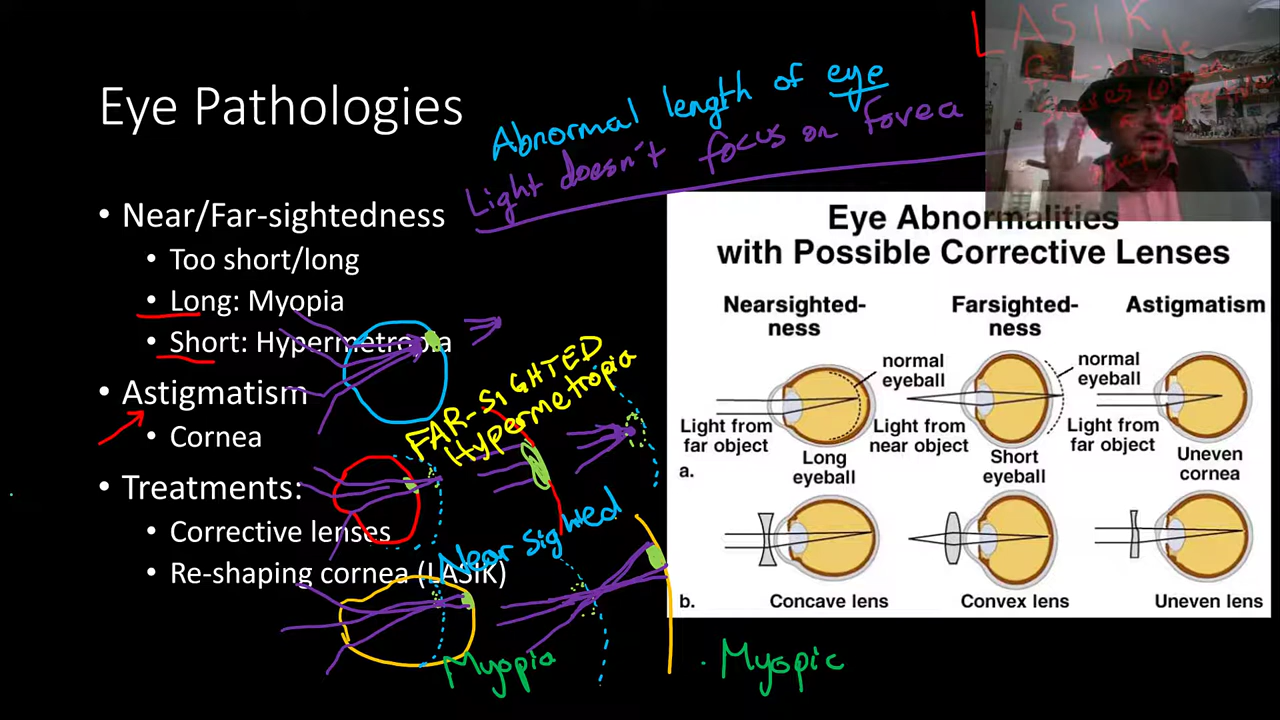 Eye Pathologies
Abnormal length of eye
Light doesn't focus on Fovea
LASIK
• Near/Far-sightedness
• Too short/long
• Long: Myopia
• Short: Hypermetropia
• Astigmatism
• Cornea
• Treatments:
• Corrective lenses
• Re-shaping cornea (LASIK)
FAR-SIGHTED
Hypermetropia
Near sighted
Myopia
Myopic
Eye Abnormalities
with Possible Corrective Lenses
Nearsighted-
ness
Farsighted-
ness
Astigmatism
normal
eyeball
normal
eyeball
Light from
far object
Long
eyeball
Light from
near object
Short
eyeball
Light from
far object
Uneven
cornea
a.
b.
Concave lens
Convex lens
Uneven lens